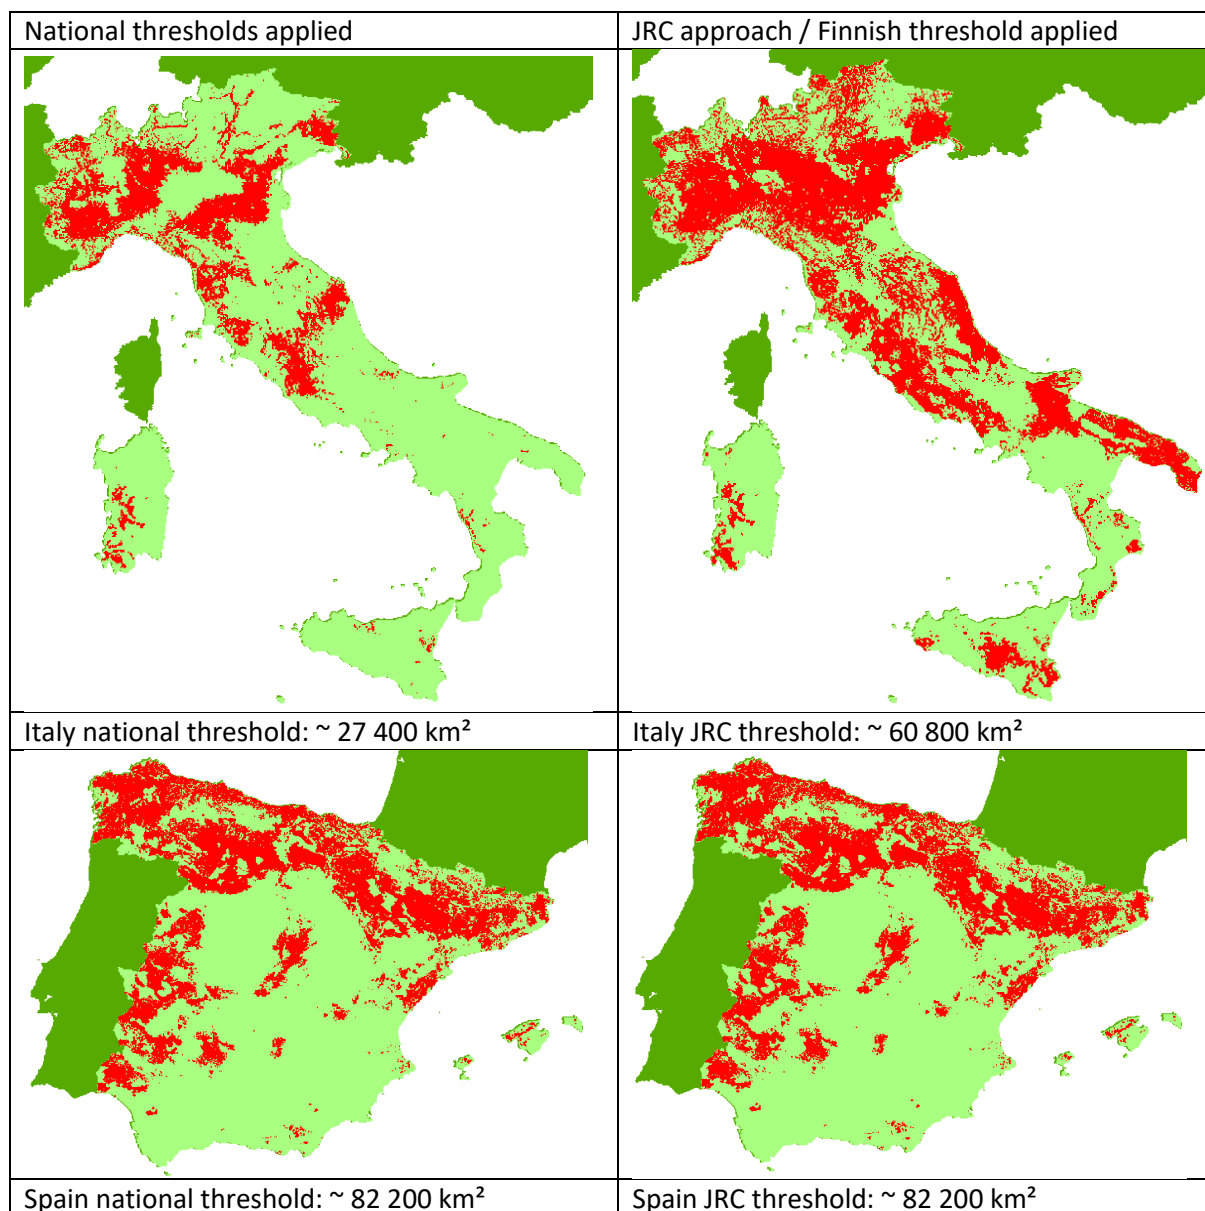 National thresholds applied
JRC approach / Finnish threshold applied
Italy national threshold: ~ 27 400 km²
Italy JRC threshold: ~ 60 800 km²
Spain national threshold: ~ 82 200 km²
Spain JRC threshold: ~ 82 200 km²